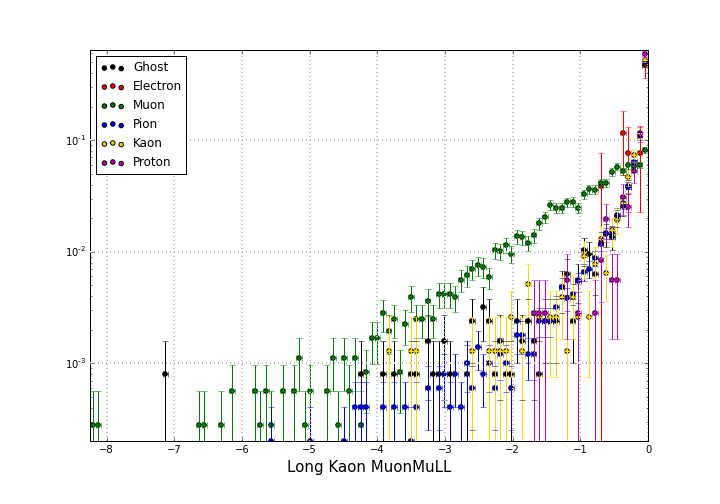 Ghost
Electron
Muon
Pion
Kaon
Proton
10⁻¹
10⁻²
10⁻³
−8 −7 −6 −5 −4 −3 −2 −1 0
Long Kaon MuonMuLL